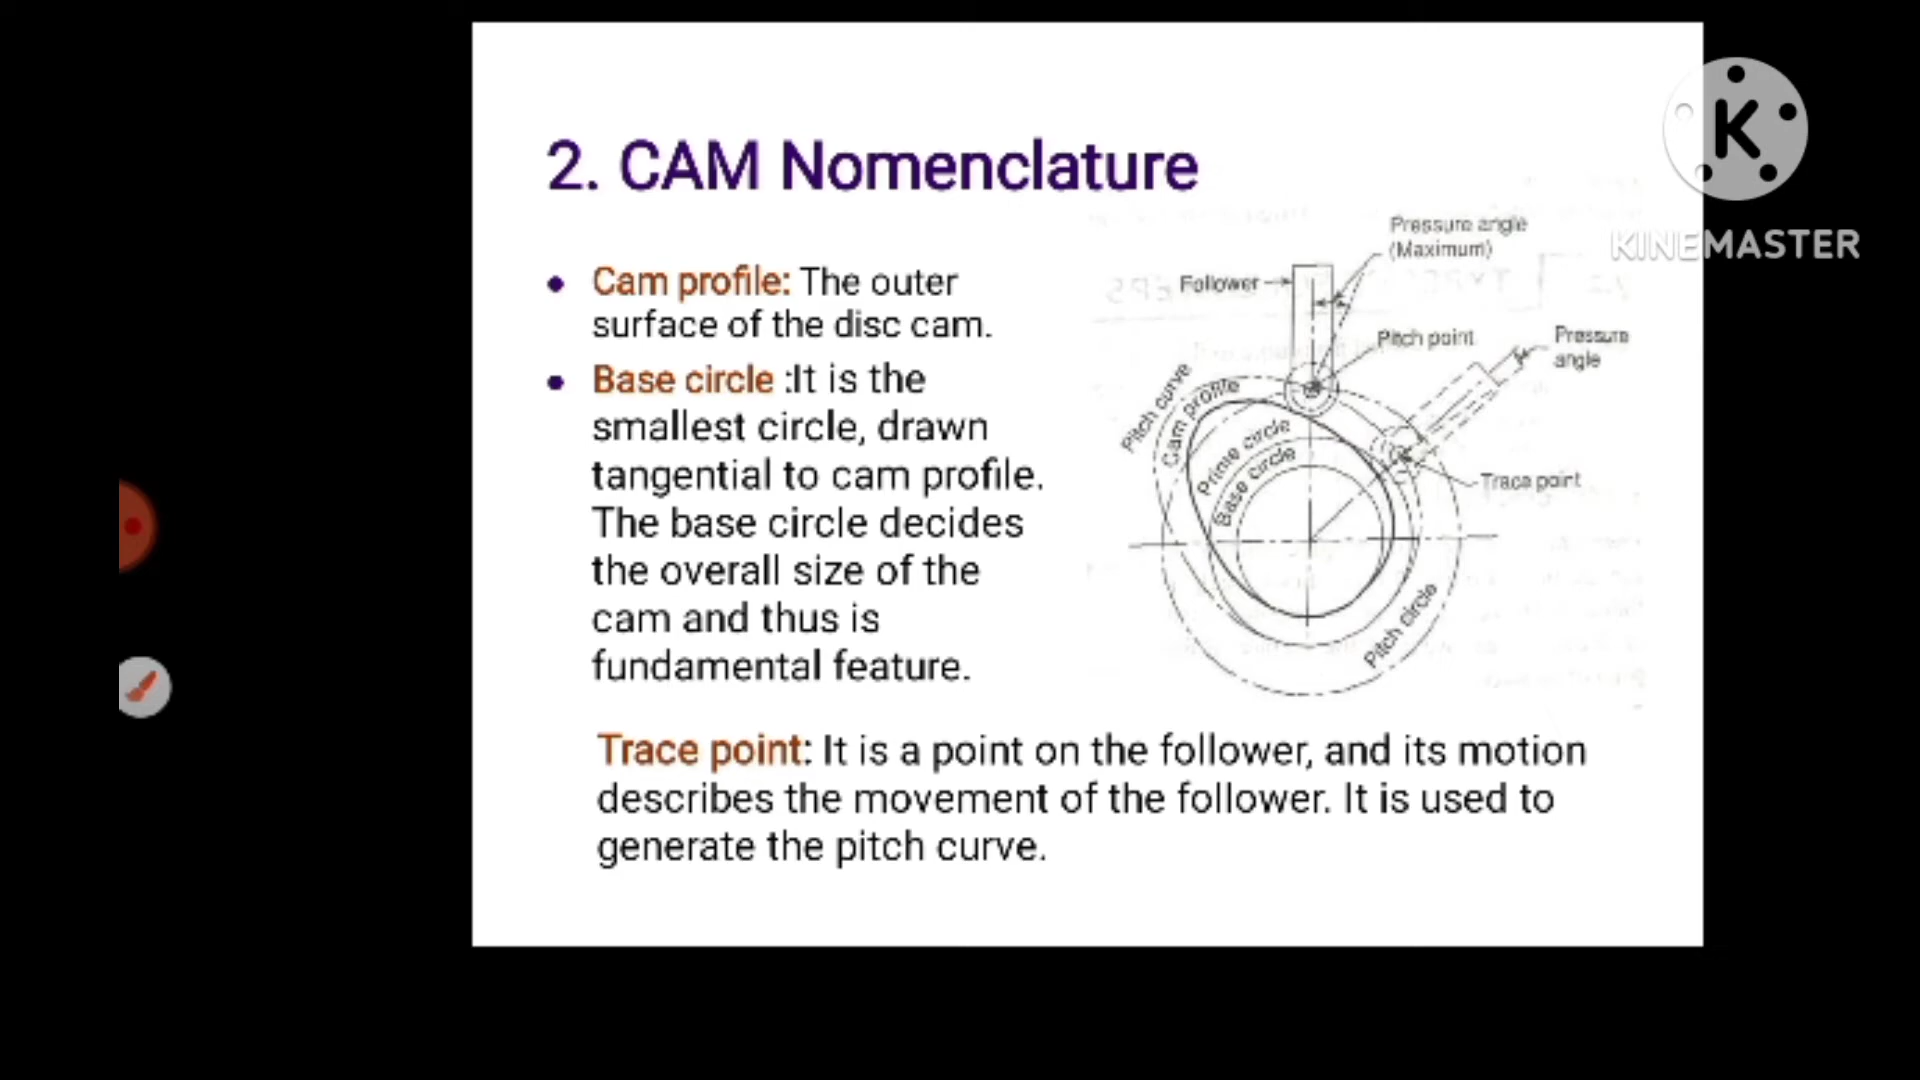 2. CAM Nomenclature
K
KINEMASTER
Cam profile: The outer
surface of the disc cam.
Base circle :It is the
smallest circle, drawn
tangential to cam profile.
The base circle decides
the overall size of the
cam and thus is
fundamental feature.
Pressure angle
(Maximum)
Follower
Pitch point
Pressure
angle
Pitch curve
Cam profile
Prime circle
Base circle
Trace point
Pitch circle
Trace point: It is a point on the follower, and its motion
describes the movement of the follower. It is used to
generate the pitch curve.